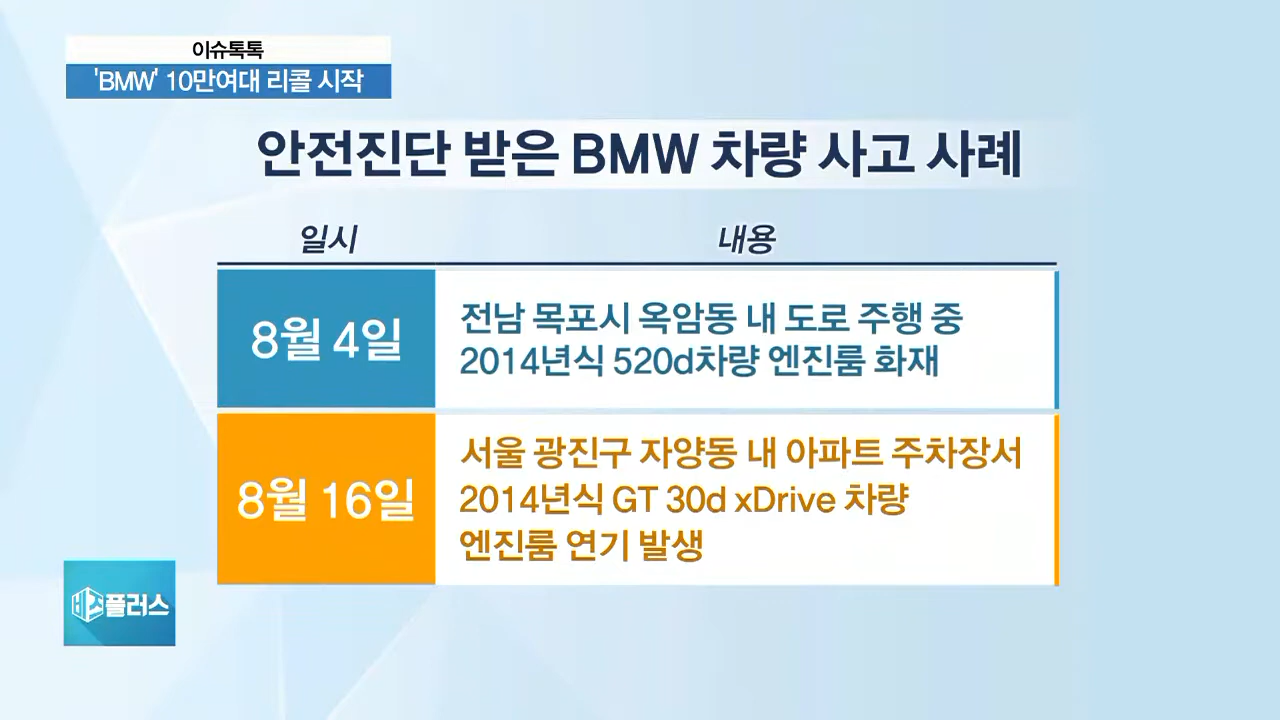 이슈톡톡
'BMW' 10만여대 리콜 시작
안전진단 받은 BMW 차량 사고 사례
일시
내용
8월 4일
전남 목포시 옥암동 내 도로 주행 중
2014년식 520d차량 엔진룸 화재
8월 16일
서울 광진구 자양동 내 아파트 주차장서
2014년식 GT 30d xDrive 차량
엔진룸 연기 발생
비즈플러스